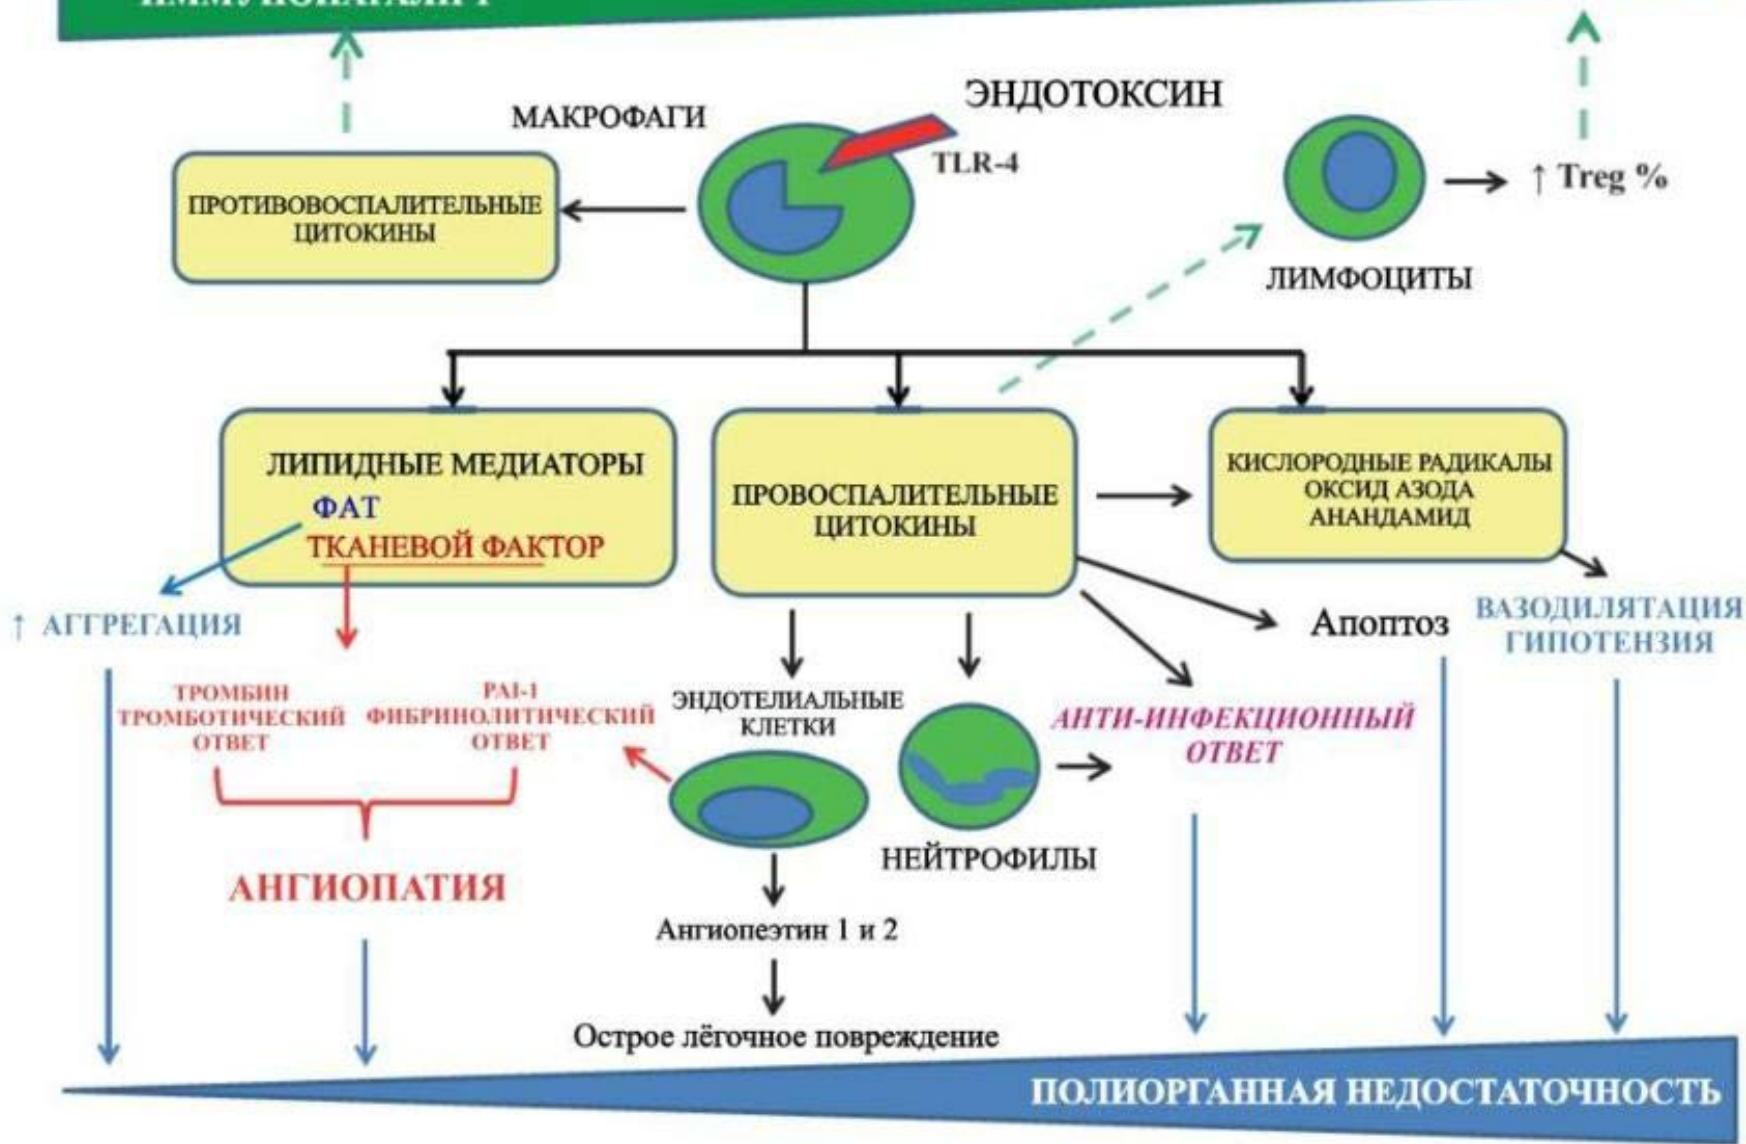 ЭНДОТОКСИН
МАКРОФАГИ
TLR-4
↑ Treg %
ПРОТИВОВОСПАЛИТЕЛЬНЫЕ
ЦИТОКИНЫ
ЛИМФОЦИТЫ
ЛИПИДНЫЕ МЕДИАТОРЫ
ФАТ
ТКАНЕВОЙ ФАКТОР
ПРОВОСПАЛИТЕЛЬНЫЕ
ЦИТОКИНЫ
КИСЛОРОДНЫЕ РАДИКАЛЫ
ОКСИД АЗОДА
АНАНДАМИД
↑ АГГРЕГАЦИЯ
Апоптоз
ВАЗОДИЛЯТАЦИЯ
ГИПОТЕНЗИЯ
ТРОМБИН
ТРОМБОТИЧЕСКИЙ
ОТВЕТ
PAI-1
ФИБРИНОЛИТИЧЕСКИЙ
ОТВЕТ
ЭНДОТЕЛИАЛЬНЫЕ
КЛЕТКИ
АНТИ-ИНФЕКЦИОННЫЙ
ОТВЕТ
НЕЙТРОФИЛЫ
АНГИОПАТИЯ
Ангиопеэтин 1 и 2
Острое лёгочное повреждение
ПОЛИОРГАННАЯ НЕДОСТАТОЧНОСТЬ